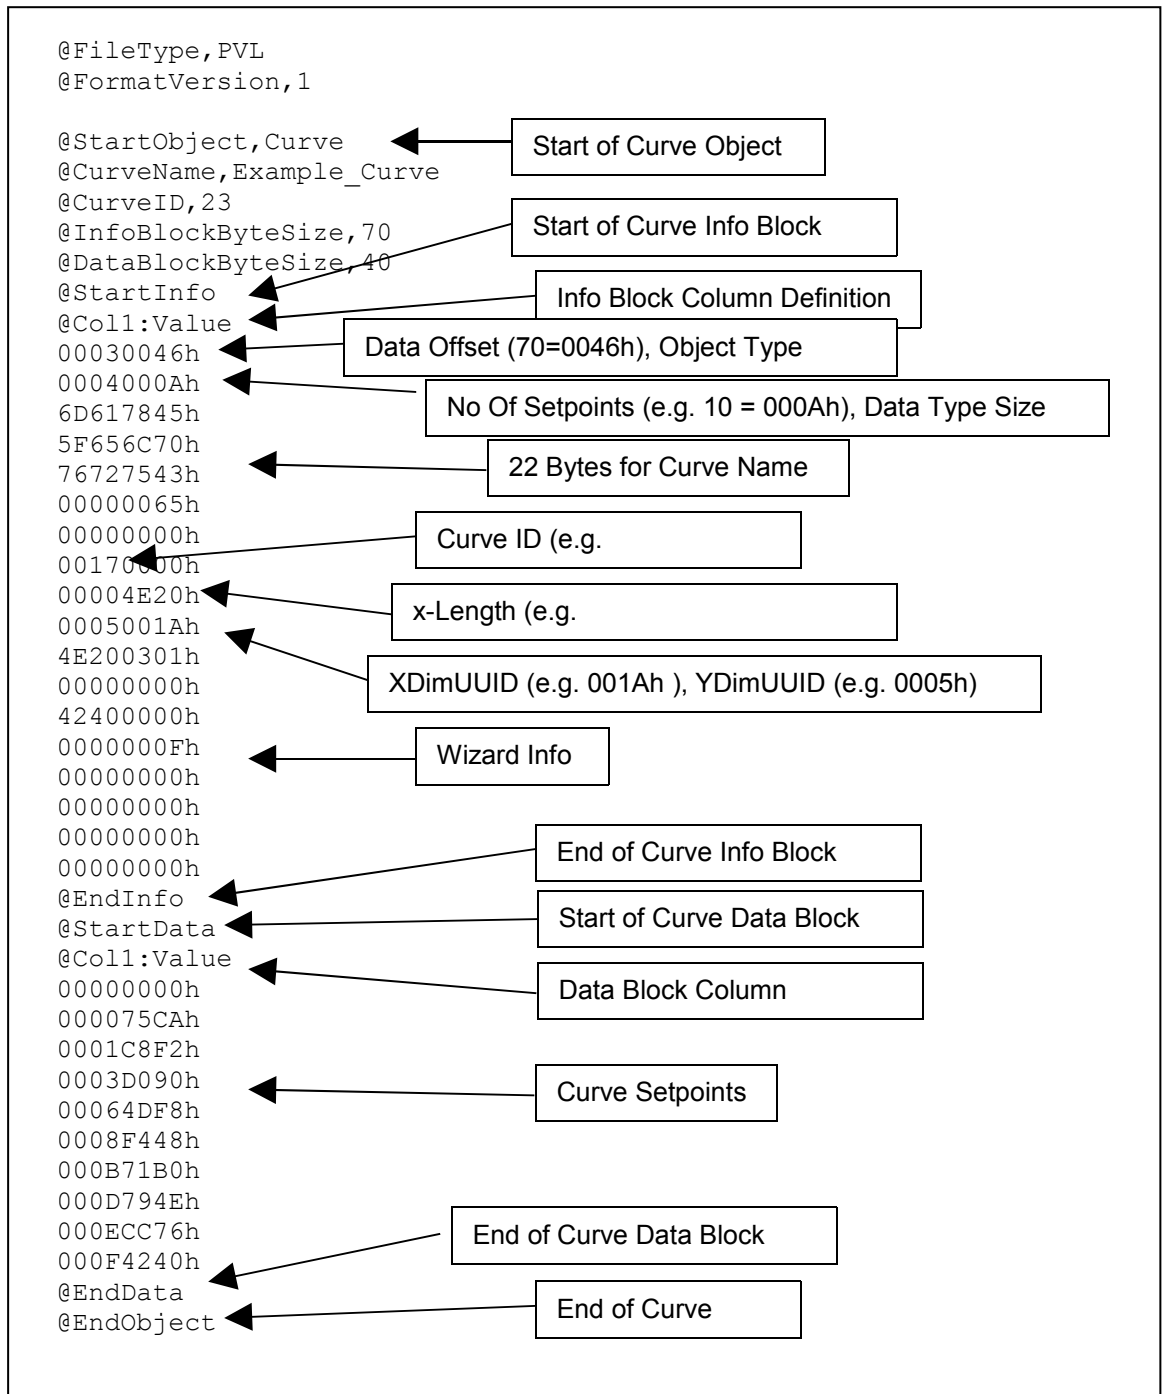 @FileType,PVL
@FormatVersion,1
@StartObject,Curve
Start of Curve Object
@CurveName,Example_Curve
@CurveID,23
@InfoBlockByteSize,70
Start of Curve Info Block
@DataBlockByteSize,40
@StartInfo
Info Block Column Definition
@Col1:Value
00030046h
Data Offset (70=0046h), Object Type
0004000Ah
No Of Setpoints (e.g. 10 = 000Ah), Data Type Size
6D617845h
5F656C70h
76727543h
22 Bytes for Curve Name
00000065h
00000000h
Curve ID (e.g.
00170000h
00004E20h
x-Length (e.g.
0005001Ah
4E200301h
00000000h
XDimUUID (e.g. 001Ah ), YDimUUID (e.g. 0005h)
42400000h
0000000Fh
Wizard Info
00000000h
00000000h
00000000h
00000000h
End of Curve Info Block
@EndInfo
@StartData
Start of Curve Data Block
@Col1:Value
00000000h
Data Block Column
000075CAh
0001C8F2h
0003D090h
Curve Setpoints
00064DF8h
0008F448h
000B71B0h
000D794Eh
000ECC76h
End of Curve Data Block
000F4240h
@EndData
@EndObject
End of Curve